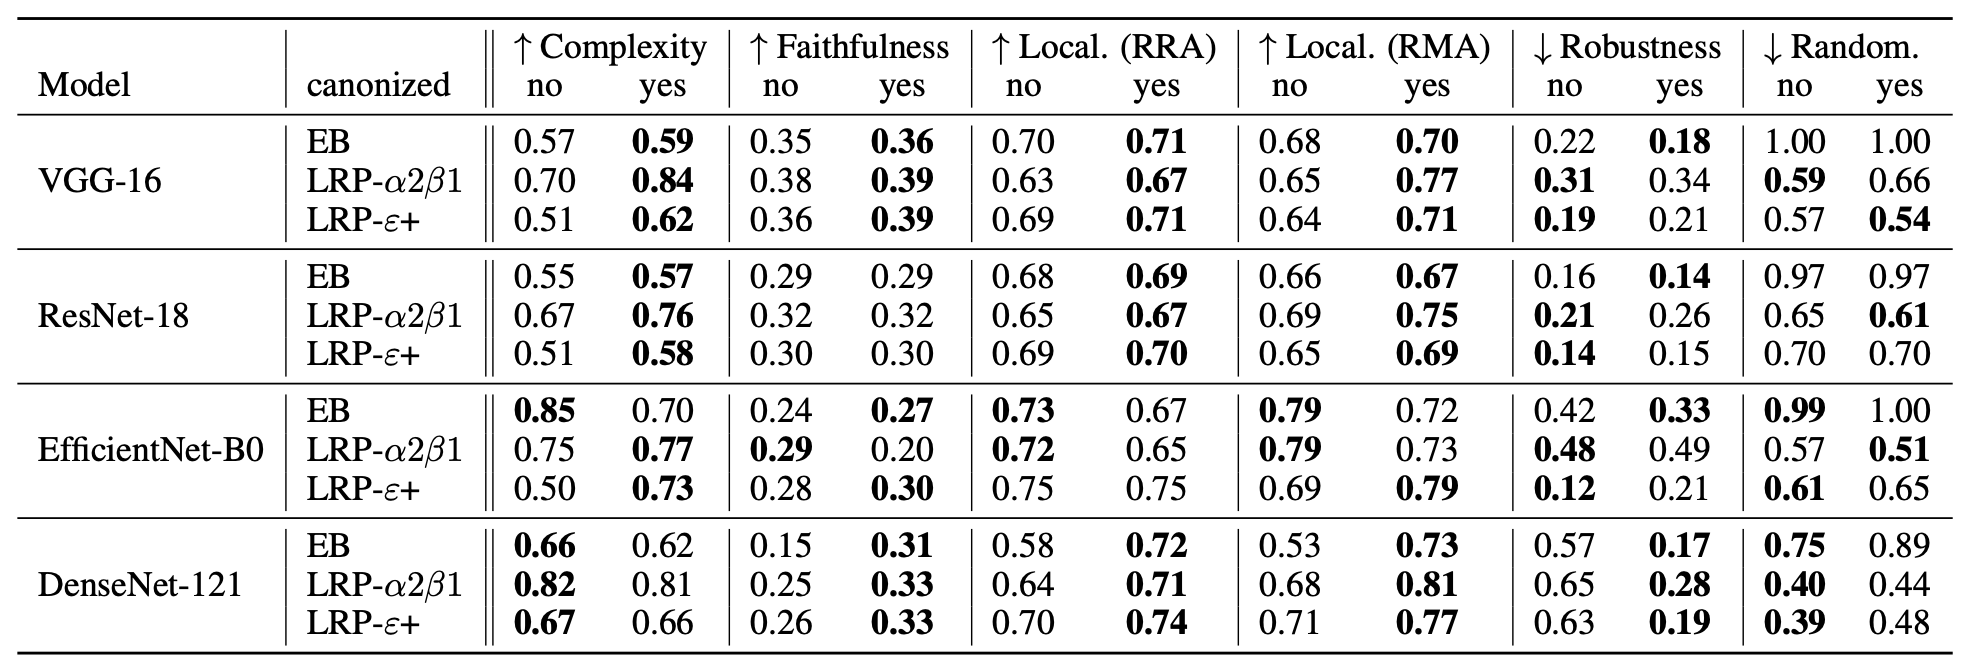 ↑ Complexity ↑ Faithfulness ↑ Local. (RRA) ↑ Local. (RMA) ↓ Robustness ↓ Random.
Model canonized no yes no yes no yes no yes no yes no yes
EB 0.57 0.59 0.35 0.36 0.70 0.71 0.68 0.70 0.22 0.18 1.00 1.00
VGG-16 LRP-α2β1 0.70 0.84 0.38 0.39 0.63 0.67 0.65 0.77 0.31 0.34 0.59 0.66
LRP-ε+ 0.51 0.62 0.36 0.39 0.69 0.71 0.64 0.71 0.19 0.21 0.57 0.54
EB 0.55 0.57 0.29 0.29 0.68 0.69 0.66 0.67 0.16 0.14 0.97 0.97
ResNet-18 LRP-α2β1 0.67 0.76 0.32 0.32 0.65 0.67 0.69 0.75 0.21 0.26 0.65 0.61
LRP-ε+ 0.51 0.58 0.30 0.30 0.69 0.70 0.65 0.69 0.14 0.15 0.70 0.70
EB 0.85 0.70 0.24 0.27 0.73 0.67 0.79 0.72 0.42 0.33 0.99 1.00
EfficientNet-B0 LRP-α2β1 0.75 0.77 0.29 0.20 0.72 0.65 0.79 0.73 0.48 0.49 0.57 0.51
LRP-ε+ 0.50 0.73 0.28 0.30 0.75 0.75 0.69 0.79 0.12 0.21 0.61 0.65
EB 0.66 0.62 0.15 0.31 0.58 0.72 0.53 0.73 0.57 0.17 0.75 0.89
DenseNet-121 LRP-α2β1 0.82 0.81 0.25 0.33 0.64 0.71 0.68 0.81 0.65 0.28 0.40 0.44
LRP-ε+ 0.67 0.66 0.26 0.33 0.70 0.74 0.71 0.77 0.63 0.19 0.39 0.48